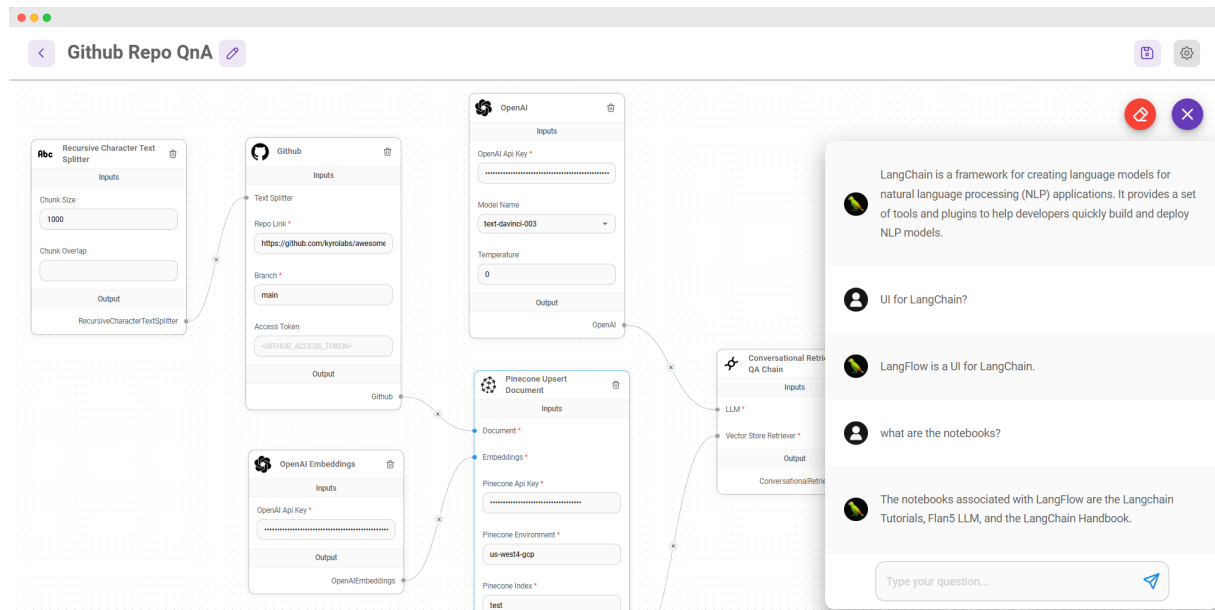 Github Repo QnA
Abc
Recursive Character Text
Splitter
Inputs
Chunk Size
1000
Chunk Overlap
Output
RecursiveCharacterTextSplitter
Github
Inputs
Text Splitter
Repo Link *
https://github.com/kyrolabs/awesome
Branch *
main
Access Token
<GITHUB_ACCESS_TOKEN>
Output
Github
OpenAI Embeddings
Inputs
OpenAI Api Key *
Output
OpenAIEmbeddings
OpenAI
Inputs
OpenAI Api Key *
Model Name
text-davinci-003
Temperature
0
Output
OpenAI
Pinecone Upsert
Document
Inputs
Document *
Embeddings *
Pinecone Api Key *
Pinecone Environment *
us-west4-gcp
Pinecone Index *
test
Conversational Retri
QA Chain
Inputs
LLM *
Vector Store Retriever *
Output
ConversationalRetrie
LangChain is a framework for creating language models for
natural language processing (NLP) applications. It provides a set
of tools and plugins to help developers quickly build and deploy
NLP models.
UI for LangChain?
LangFlow is a UI for LangChain.
what are the notebooks?
The notebooks associated with LangFlow are the Langchain
Tutorials, Flan5 LLM, and the LangChain Handbook.
Type your question...